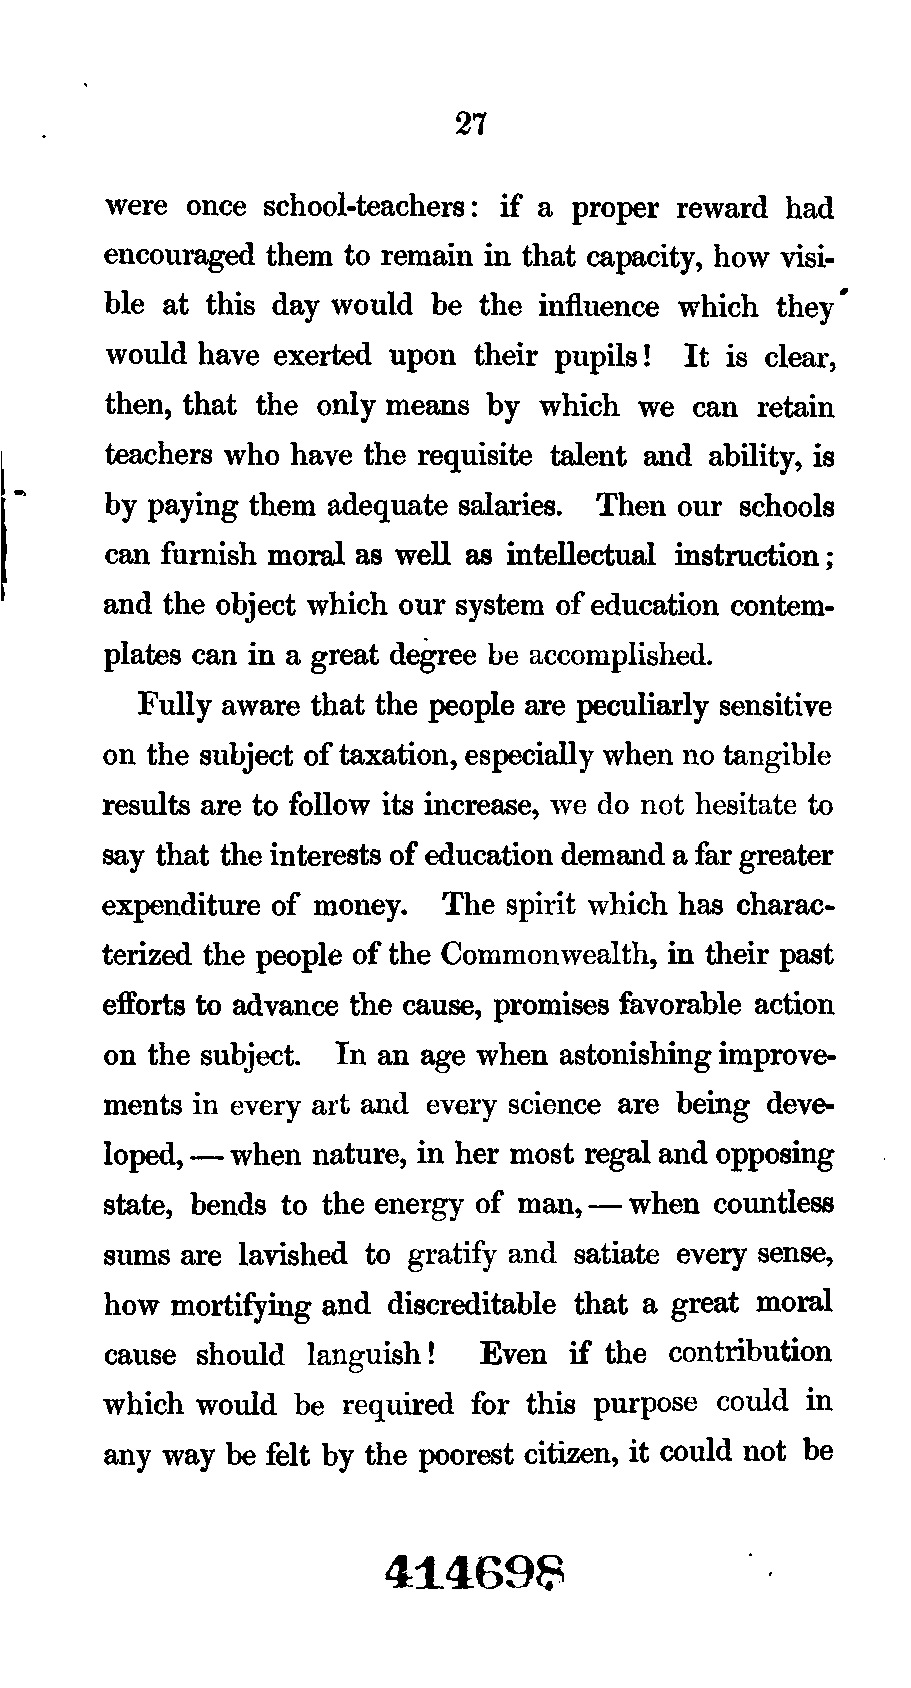 27
were once school-teachers: if a proper reward had
encouraged them to remain in that capacity, how visi-
ble at this day would be the influence which they
would have exerted upon their pupils! It is clear,
then, that the only means by which we can retain
teachers who have the requisite talent and ability, is
by paying them adequate salaries. Then our schools
can furnish moral as well as intellectual instruction;
and the object which our system of education contem-
plates can in a great degree be accomplished.
Fully aware that the people are peculiarly sensitive
on the subject of taxation, especially when no tangible
results are to follow its increase, we do not hesitate to
say that the interests of education demand a far greater
expenditure of money. The spirit which has charac-
terized the people of the Commonwealth, in their past
efforts to advance the cause, promises favorable action
on the subject. In an age when astonishing improve-
ments in every art and every science are being deve-
loped, — when nature, in her most regal and opposing
state, bends to the energy of man, — when countless
sums are lavished to gratify and satiate every sense,
how mortifying and discreditable that a great moral
cause should languish! Even if the contribution
which would be required for this purpose could in
any way be felt by the poorest citizen, it could not be
414698